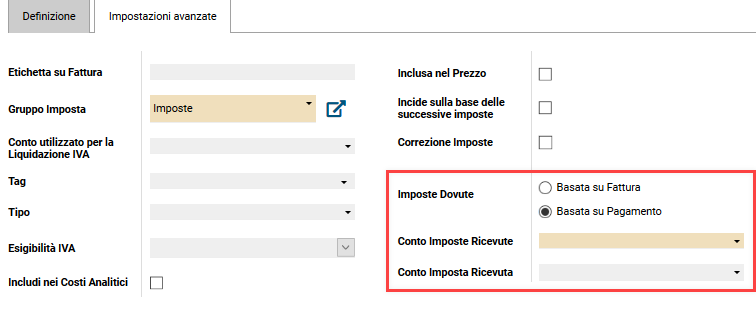 Definizione
Impostazioni avanzate
Etichetta su Fattura
Gruppo Imposta
Imposte
Conto utilizzato per la
Liquidazione IVA
Tag
Tipo
Esigibilità IVA
Includi nei Costi Analitici
Inclusa nel Prezzo
Incide sulla base delle
successive imposte
Correzione Imposte
Imposte Dovute
Basata su Fattura
Basata su Pagamento
Conto Imposte Ricevute
Conto Imposta Ricevuta